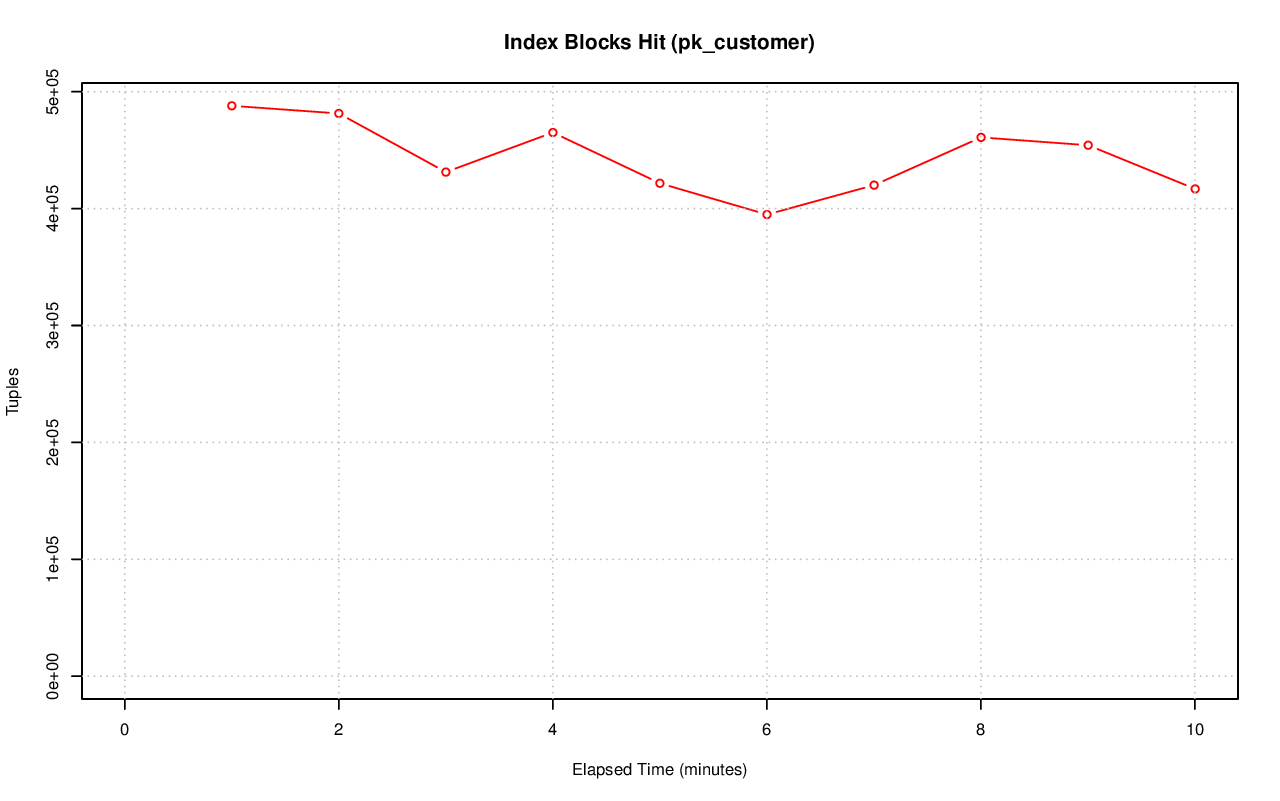 Index Blocks Hit (pk_customer)
Tuples
5e+05
4e+05
3e+05
2e+05
1e+05
0e+00
0 2 4 6 8 10
Elapsed Time (minutes)